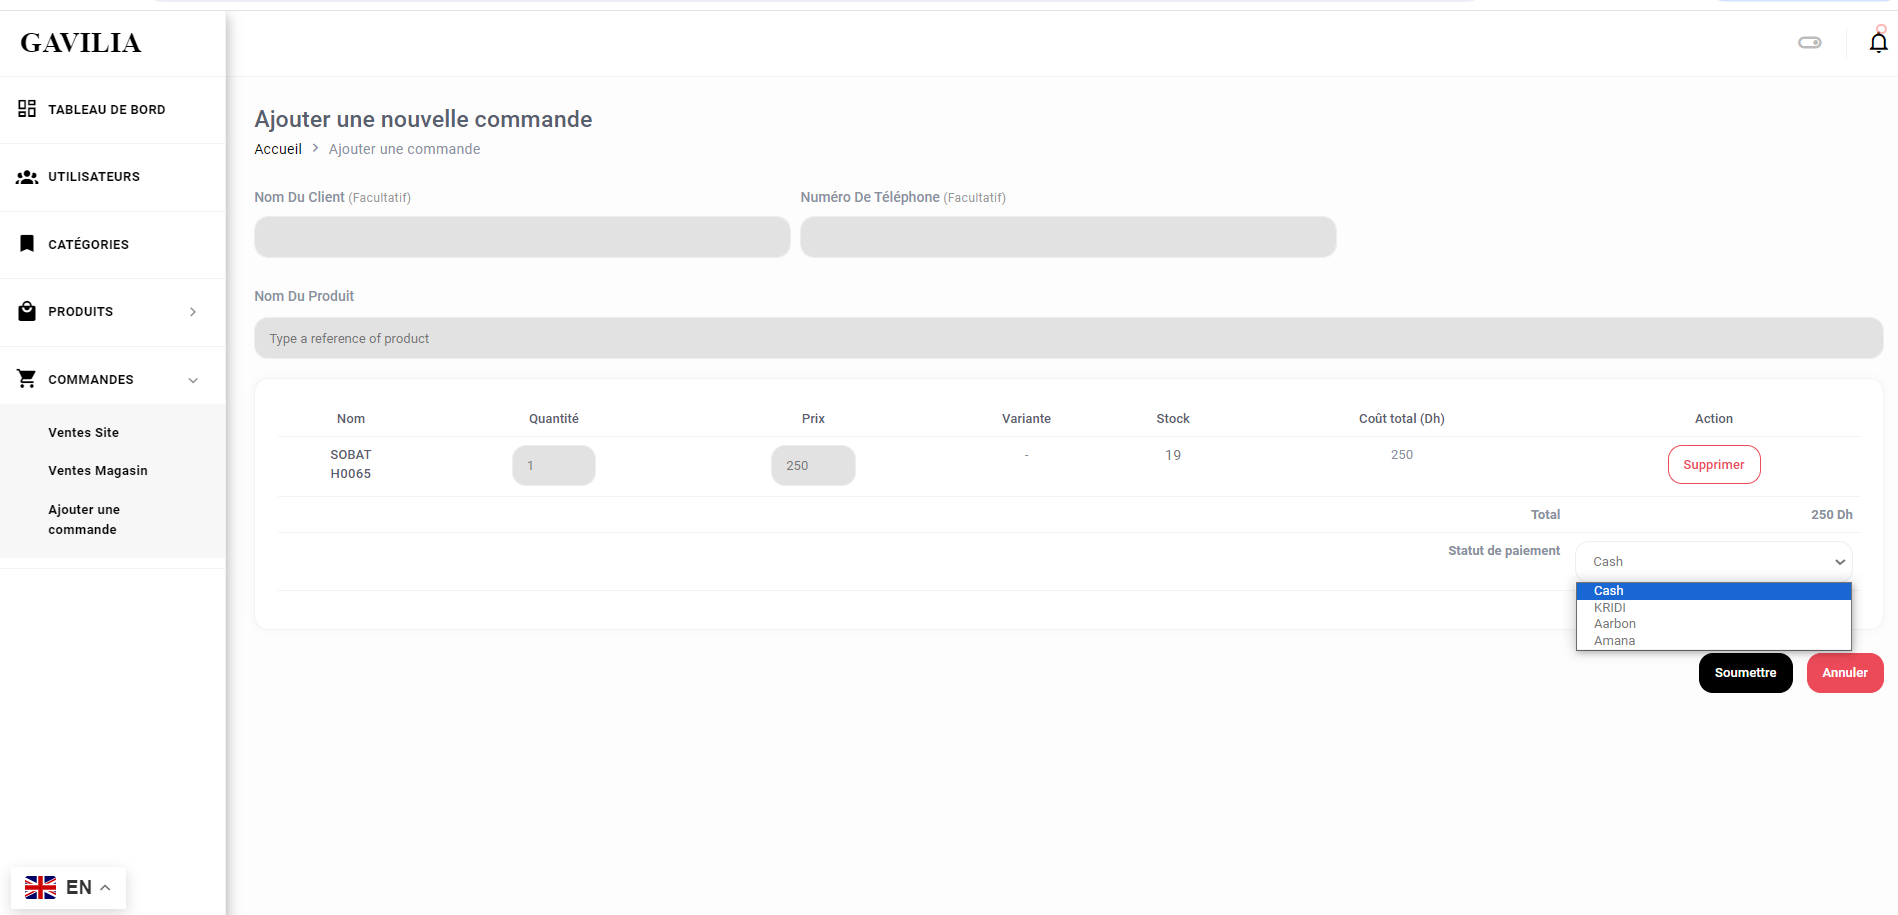 GAVILIA
TABLEAU DE BORD
UTILISATEURS
CATÉGORIES
PRODUITS
COMMANDES
Ventes Site
Ventes Magasin
Ajouter une
commande
EN
Ajouter une nouvelle commande
Accueil > Ajouter une commande
Nom Du Client (Facultatif) Numéro De Téléphone (Facultatif)
Nom Du Produit
Type a reference of product
Nom Quantité Prix Variante Stock Coût total (Dh) Action
SOBAT 1 250 - 19 250 Supprimer
H0065
Total 250 Dh
Statut de paiement Cash
Cash
KRIDI
Aarbon
Amana
Soumettre Annuler